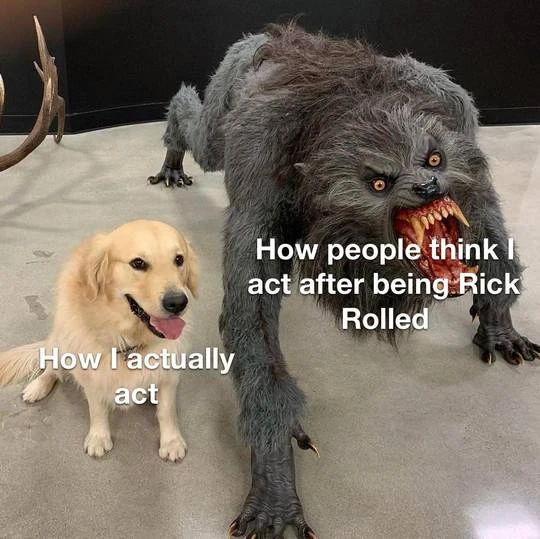 How people think I
act after being Rick
Rolled
How I actually
act